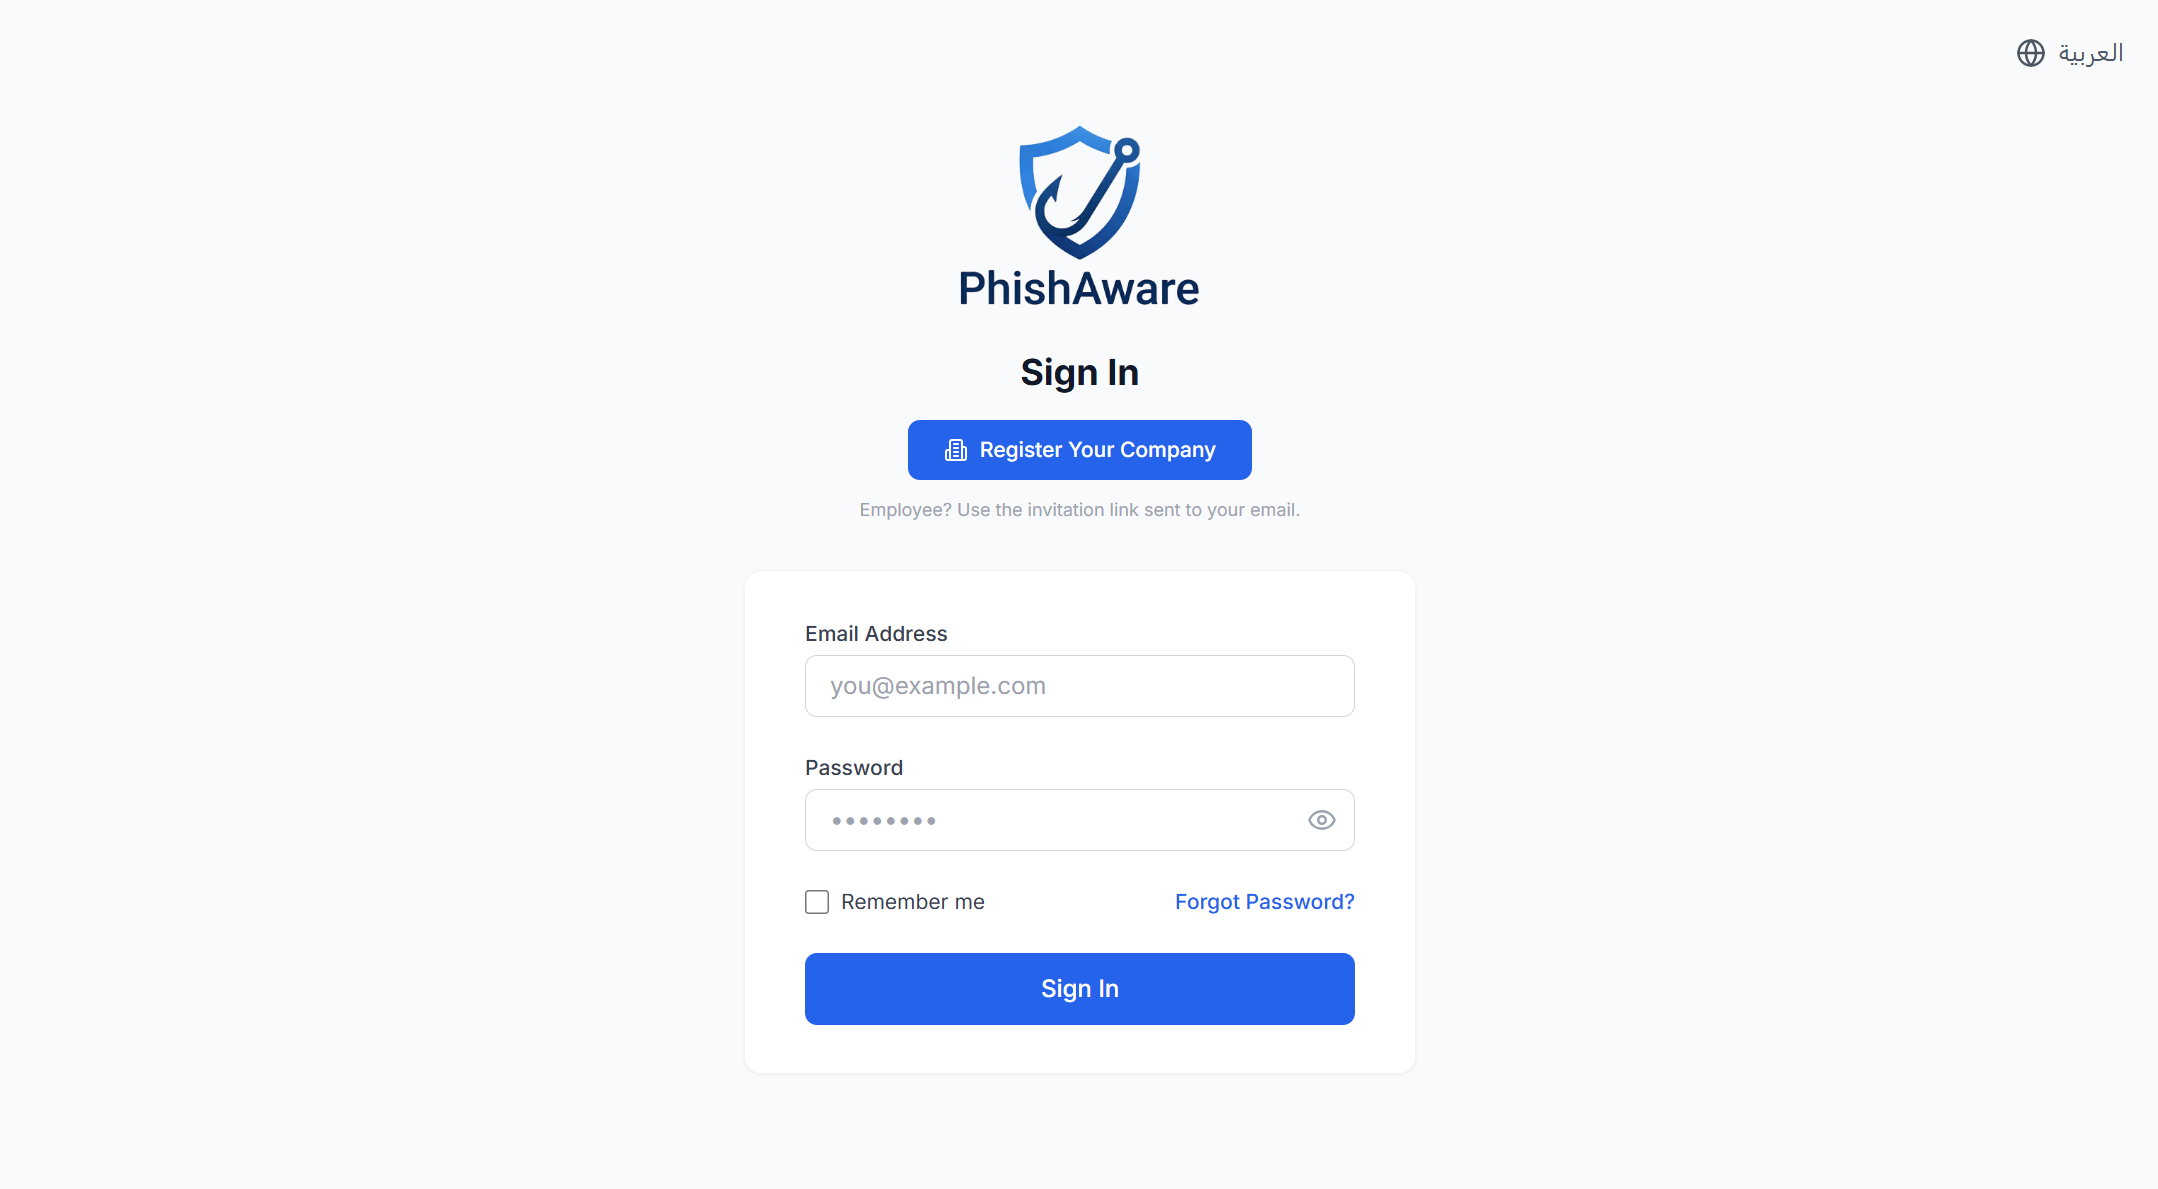 العربية
PhishAware
Sign In
Register Your Company
Employee? Use the invitation link sent to your email.
Email Address
you@example.com
Password
••••••••
Remember me
Forgot Password?
Sign In